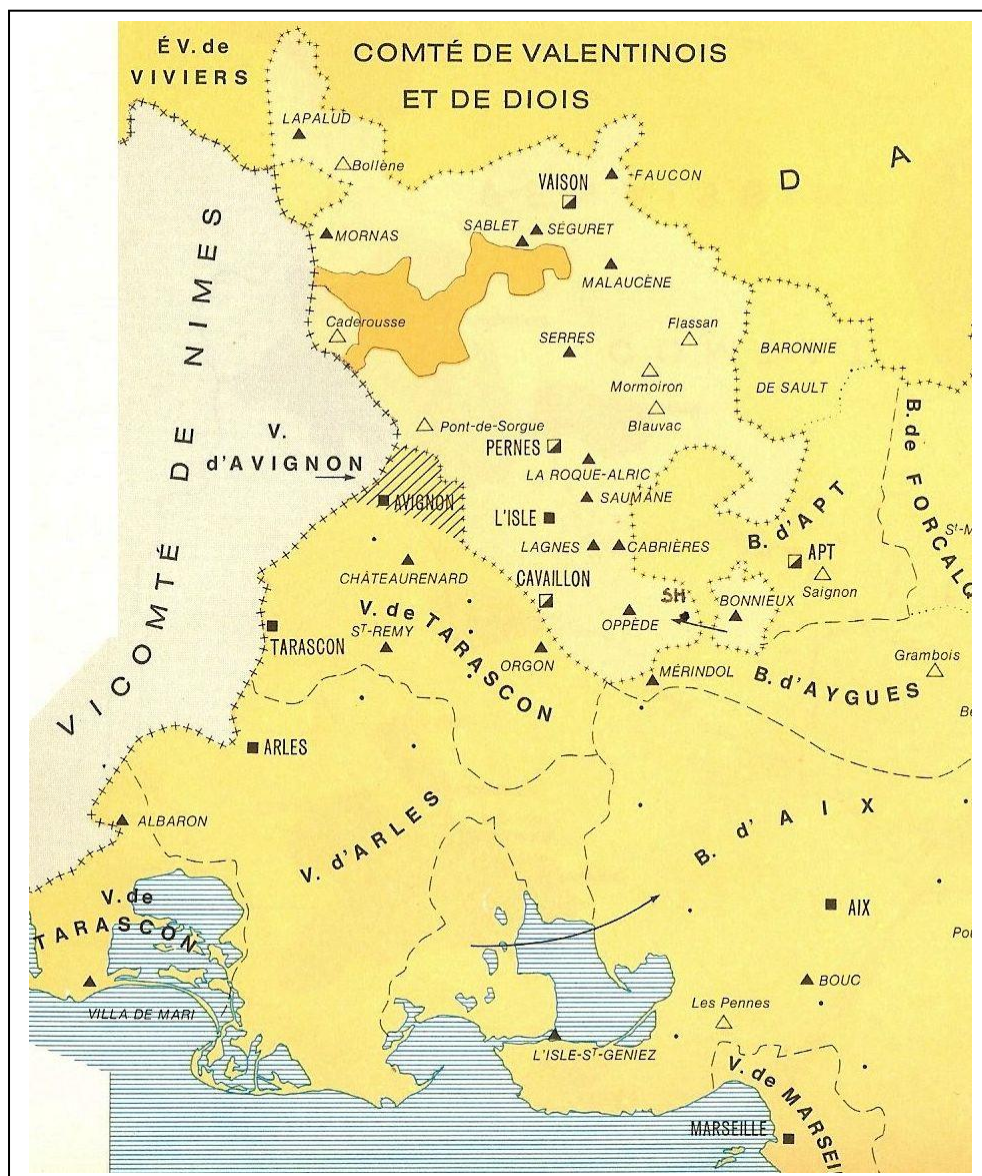 ÉV. de
VIVIERS
COMTÉ DE VALENTINOIS
ET DE DIOIS
LAPALUD
Bollène
D A
VAISON
FAUCON
SABLET
SÉGURET
MORNAS
MALAUCÈNE
Caderousse
Flassan
SERRES
BARONNIE
DE SAULT
Mormoiron
Blauvac
VICOMTÉ DE NIMES
V.
d'AVIGNON
Pont-de-Sorgue
PERNES
LA ROQUE-ALRIC
B. de FORCALQ
AVIGNON
SAUMANE
L'ISLE
B. d'APT
St-M
LAGNES
CABRIÈRES
APT
CHÂTEAURENARD
CAVAILLON
Saignon
SH
BONNIEUX
OPPÈDE
V. de TARASCON
ST-REMY
TARASCON
ORGON
Grambois
MÉRINDOL
B. d'AYGUES
Be
ARLES
ALBARON
V. d'ARLES
B. d'AIX
V. de
TARASCON
AIX
Pou
BOUC
VILLA DE MARI
Les Pennes
L'ISLE-ST-GENIEZ
V. de MARSEI
MARSEILLE